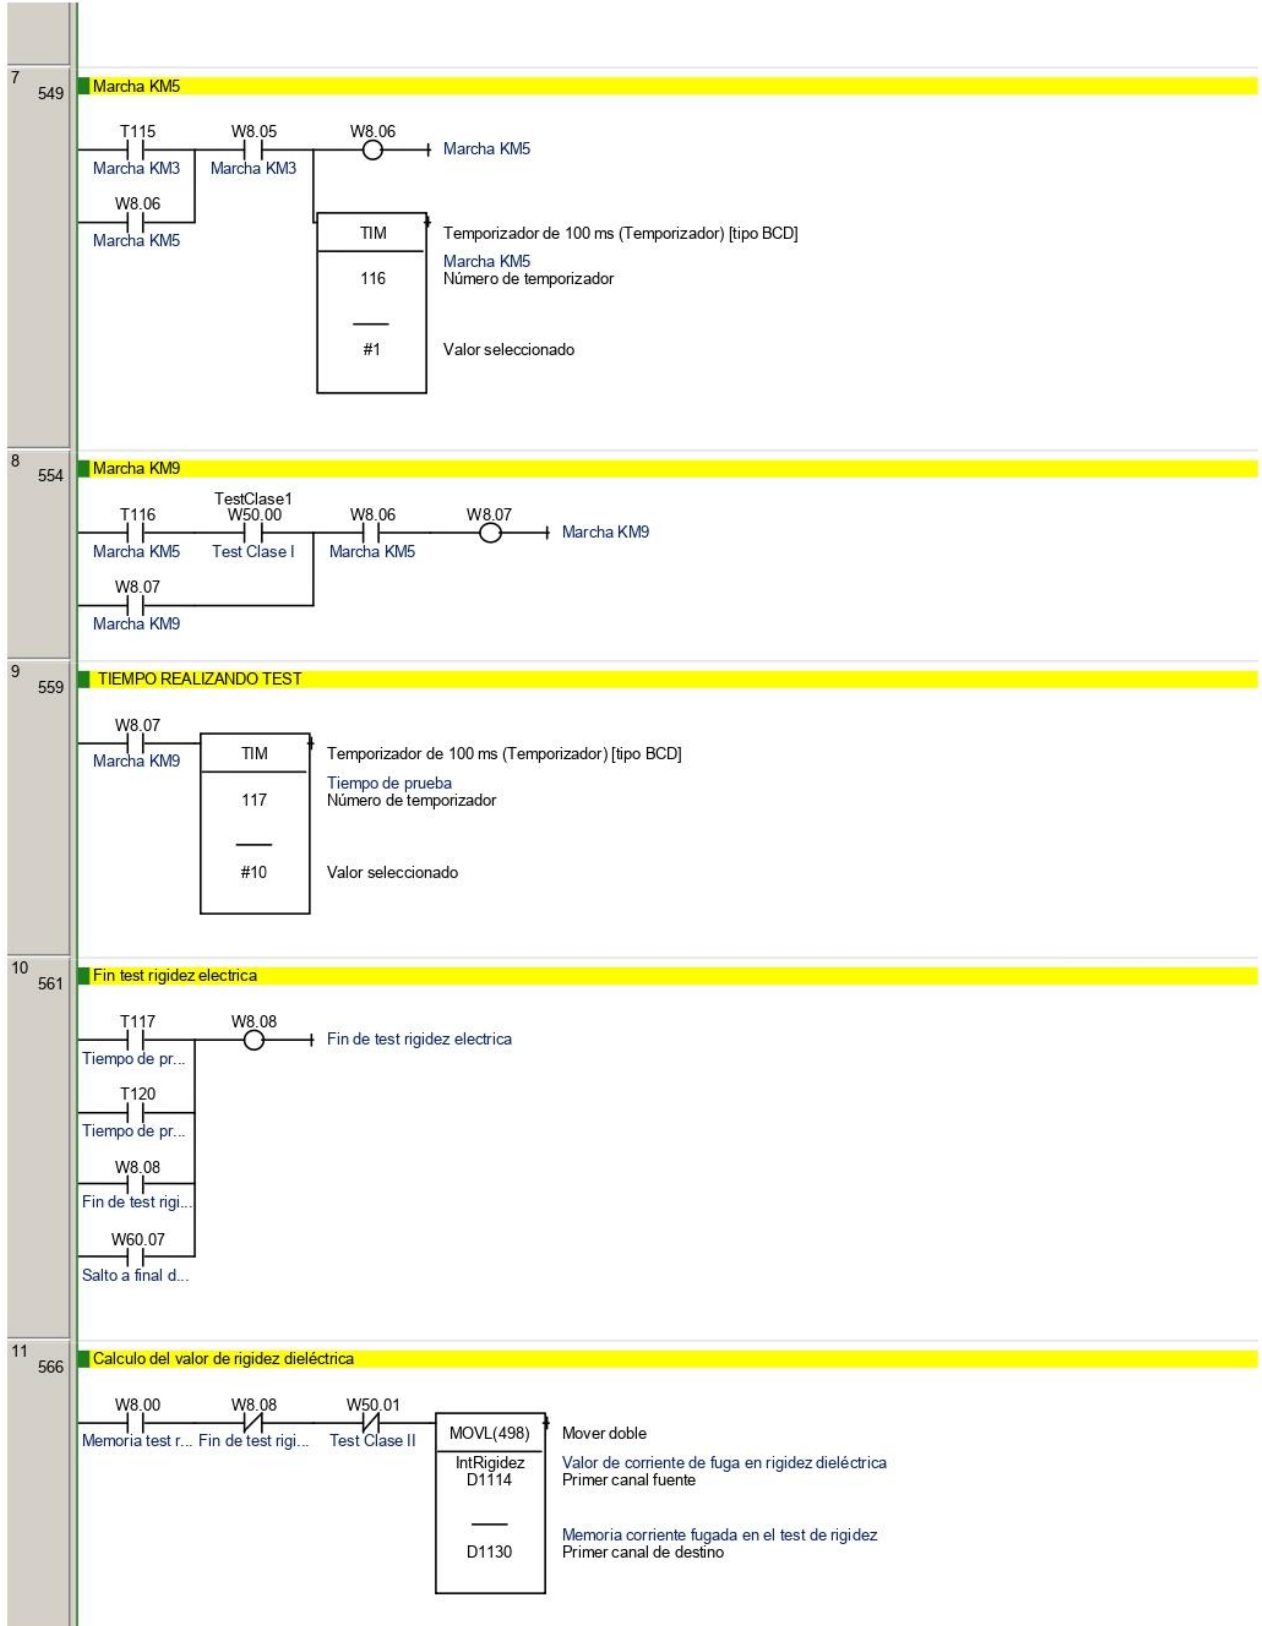 7
549
Marcha KM5
T115 W8.05 W8.06
Marcha KM3 Marcha KM3 Marcha KM5
W8.06
Marcha KM5
TIM Temporizador de 100 ms (Temporizador) [tipo BCD]
Marcha KM5
116 Número de temporizador
#1 Valor seleccionado
8
554
Marcha KM9
TestClase1
T116 W50.00 W8.06 W8.07
Marcha KM5 Test Clase I Marcha KM5 Marcha KM9
W8.07
Marcha KM9
9
559
TIEMPO REALIZANDO TEST
W8.07
Marcha KM9
TIM Temporizador de 100 ms (Temporizador) [tipo BCD]
Tiempo de prueba
117 Número de temporizador
#10 Valor seleccionado
10
561
Fin test rigidez electrica
T117 W8.08
Tiempo de pr... Fin de test rigidez electrica
T120
Tiempo de pr...
W8.08
Fin de test rigi...
W60.07
Salto a final d...
11
566
Calculo del valor de rigidez dieléctrica
W8.00 W8.08 W50.01
Memoria test r... Fin de test rigi... Test Clase II
MOVL(498) Mover doble
IntRigidez Valor de corriente de fuga en rigidez dieléctrica
D1114 Primer canal fuente
Memoria corriente fugada en el test de rigidez
D1130 Primer canal de destino